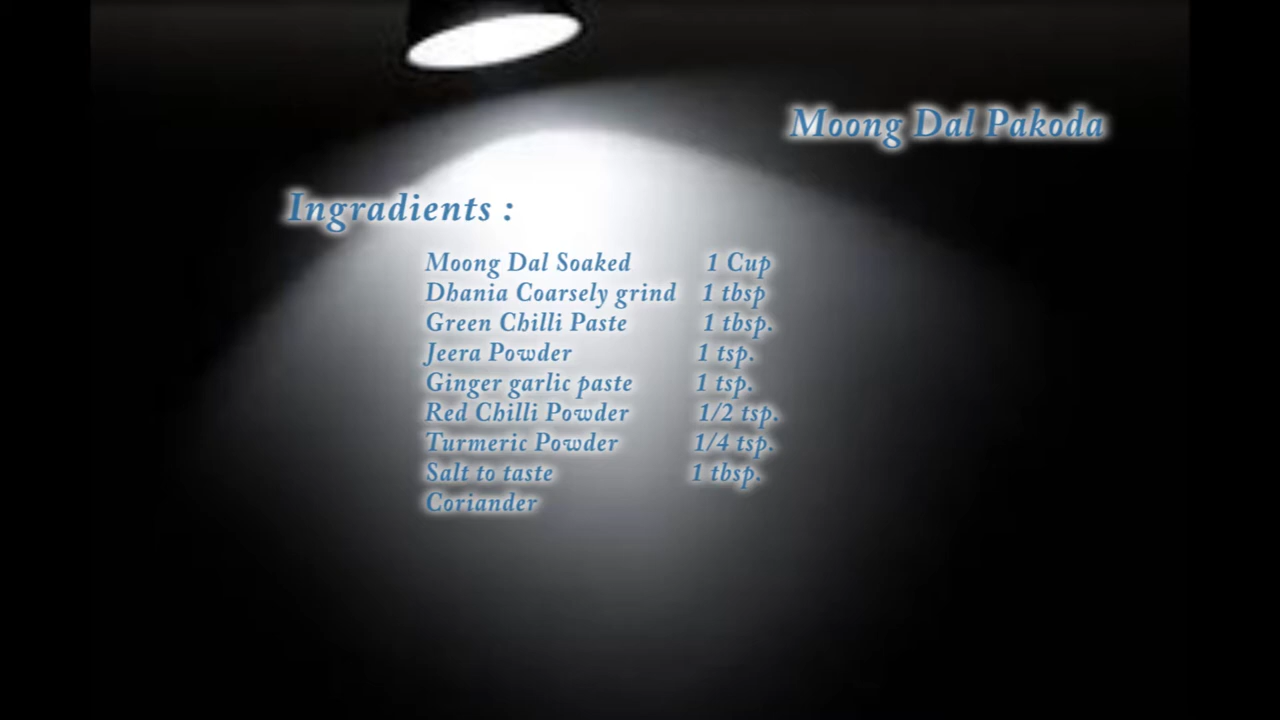 Moong Dal Pakoda
Ingradients :
Moong Dal Soaked 1 Cup
Dhania Coarsely grind 1 tbsp
Green Chilli Paste 1 tbsp.
Jeera Powder 1 tsp.
Ginger garlic paste 1 tsp.
Red Chilli Powder 1/2 tsp.
Turmeric Powder 1/4 tsp.
Salt to taste 1 tbsp.
Coriander